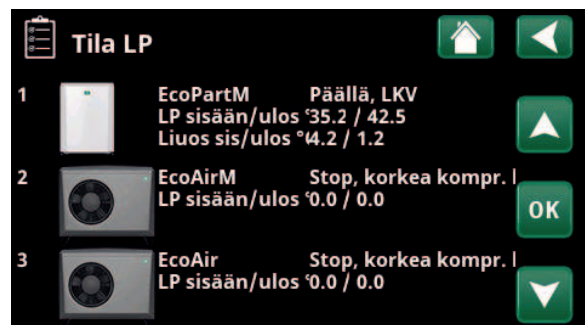 Tila LP
1 EcoPartM Päällä, LKV
LP sisään/ulos °35.2 / 42.5
Liuos sis/ulos °(4.2 / 1.2
2 EcoAirM Stop, korkea kompr. l
LP sisään/ulos °0.0 / 0.0
OK
3 EcoAir Stop, korkea kompr. l
LP sisään/ulos °0.0 / 0.0